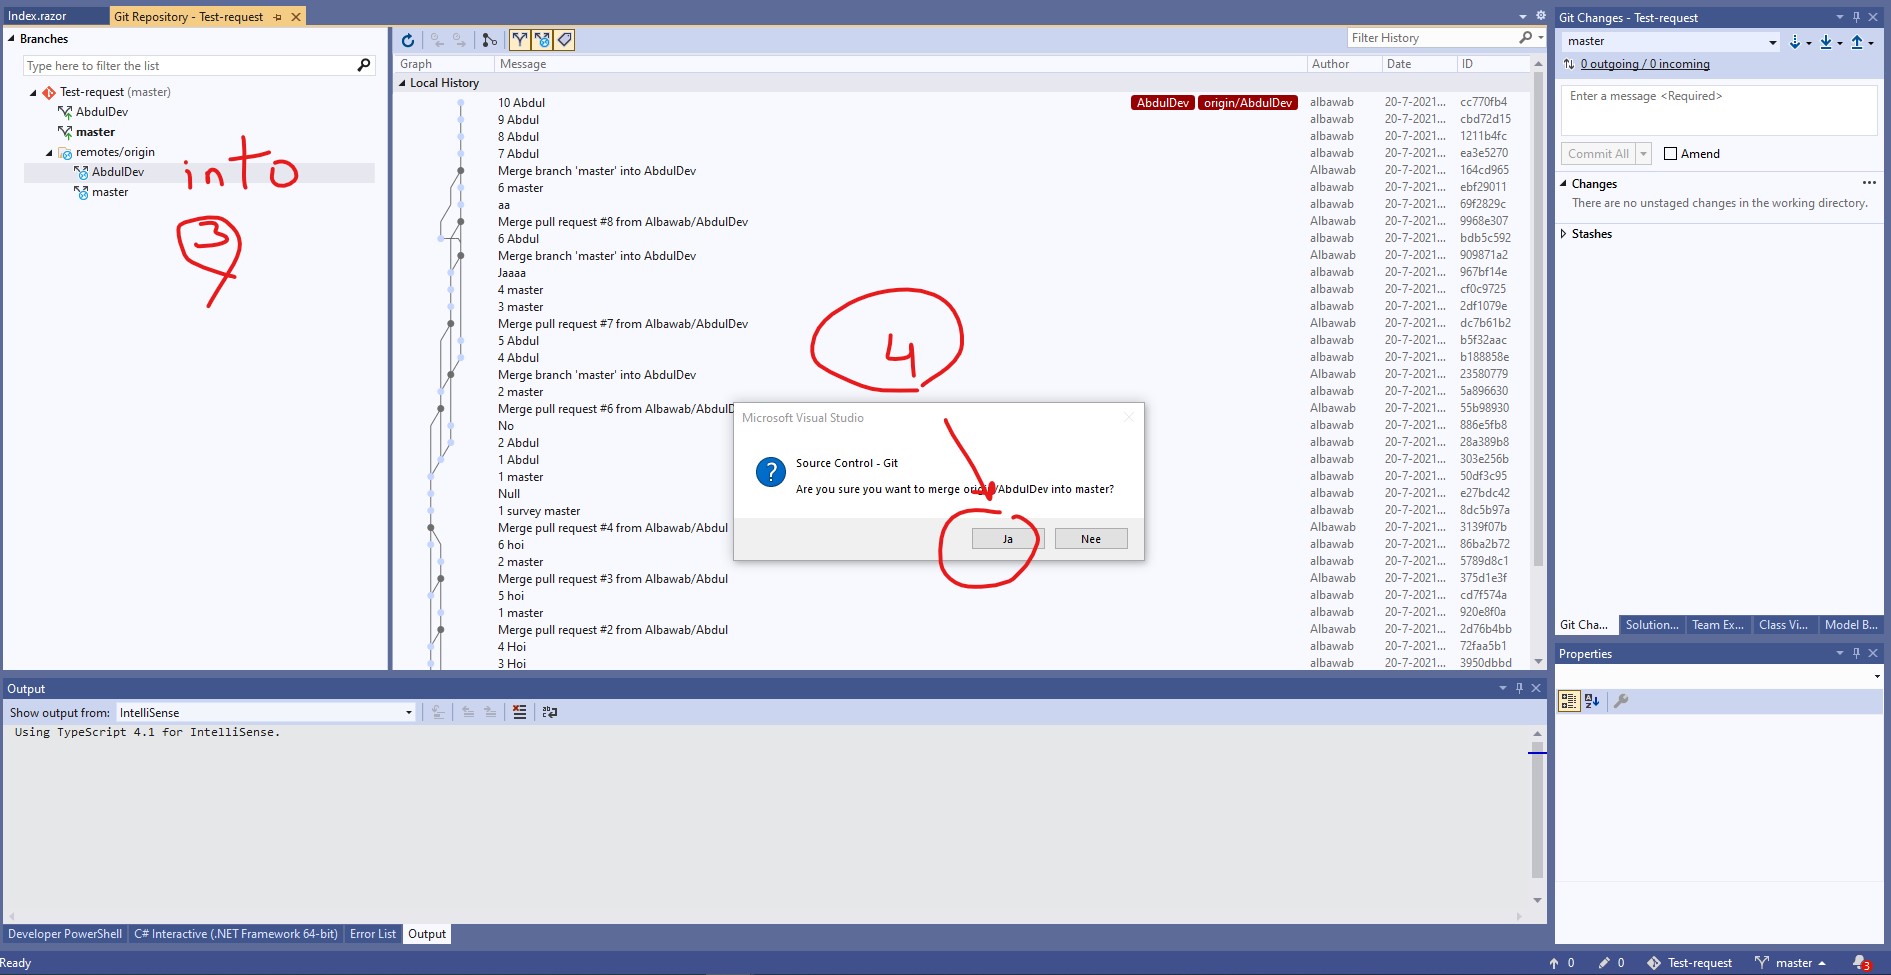 Index.razor
Git Repository - Test-request
Branches
Type here to filter the list
Test-request (master)
AbdulDev
master
remotes/origin
AbdulDev
master
into
3
Filter History
Graph Message Author Date ID
Local History
10 Abdul AbdulDev origin/AbdulDev albawab 20-7-2021... cc770fb4
9 Abdul albawab 20-7-2021... cbd72d15
8 Abdul albawab 20-7-2021... 1211b4fc
7 Abdul albawab 20-7-2021... ea3e5270
Merge branch 'master' into AbdulDev Albawab 20-7-2021... 164cd965
6 master albawab 20-7-2021... ebf29011
aa albawab 20-7-2021... 69f2829c
Merge pull request #8 from Albawab/AbdulDev Albawab 20-7-2021... 9968e307
6 Abdul albawab 20-7-2021... bdb5c592
Merge branch 'master' into AbdulDev albawab 20-7-2021... 909871a2
Jaaaa albawab 20-7-2021... 967bf14e
4 master albawab 20-7-2021... cf0c9725
3 master albawab 20-7-2021... 2df1079e
Merge pull request #7 from Albawab/AbdulDev Albawab 20-7-2021... dc7b61b2
5 Abdul albawab 20-7-2021... b5f32aac
4 Abdul albawab 20-7-2021... b188858e
Merge branch 'master' into AbdulDev albawab 20-7-2021... 23580779
2 master albawab 20-7-2021... 5a896630
Merge pull request #6 from Albawab/AbdulD Albawab 20-7-2021... 55b98930
No albawab 20-7-2021... 886e5fb8
2 Abdul albawab 20-7-2021... 28a389b8
1 Abdul albawab 20-7-2021... 303e256b
1 master albawab 20-7-2021... 50df3c95
Null albawab 20-7-2021... e27bdc42
1 survey master albawab 20-7-2021... 8dc5b97a
Merge pull request #4 from Albawab/Abdul Albawab 20-7-2021... 3139f07b
6 hoi albawab 20-7-2021... 86ba2b72
2 master albawab 20-7-2021... 5789d8c1
Merge pull request #3 from Albawab/Abdul Albawab 20-7-2021... 375d1e3f
5 hoi albawab 20-7-2021... cd7f574a
1 master albawab 20-7-2021... 920e8f0a
Merge pull request #2 from Albawab/Abdul Albawab 20-7-2021... 2d76b4bb
4 Hoi albawab 20-7-2021... 72faa5b1
3 Hoi albawab 20-7-2021... 3950dbbd
4
Microsoft Visual Studio
Source Control - Git
Are you sure you want to merge origin/AbdulDev into master?
Ja Nee
Git Changes - Test-request
master
0 outgoing / 0 incoming
Enter a message <Required>
Commit All Amend
Changes
There are no unstaged changes in the working directory.
Stashes
Git Cha... Solution... Team Ex... Class Vi... Model B...
Properties
Output
Show output from: IntelliSense
Using TypeScript 4.1 for IntelliSense.
Developer PowerShell C# Interactive (.NET Framework 64-bit) Error List Output
Ready 0 0 Test-request master 3